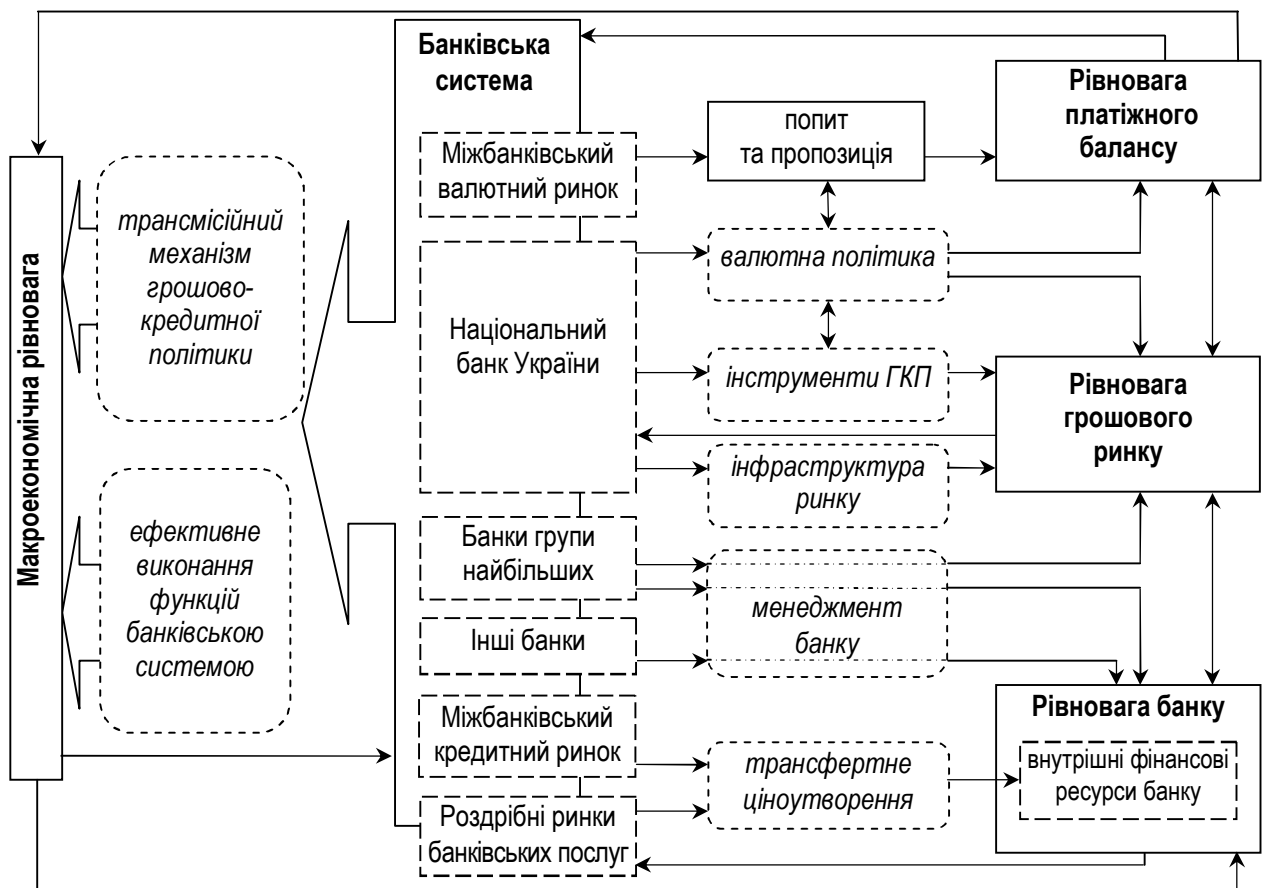 Банківська
система
Рівновага
платіжного
балансу
попит
та пропозиція
Міжбанківський
валютний ринок
Макроекономічна рівновага
трансмісійний
механізм
грошово-
кредитної
політики
валютна політика
Національний
банк України
інструменти ГКП
Рівновага
грошового
ринку
інфраструктура
ринку
ефективне
виконання
функцій
банківською
системою
Банки групи
найбільших
менеджмент
банку
Інші банки
Рівновага банку
Міжбанківський
кредитний ринок
трансфертне
ціноутворення
внутрішні фінансові
ресурси банку
Роздрібні ринки
банківських послуг